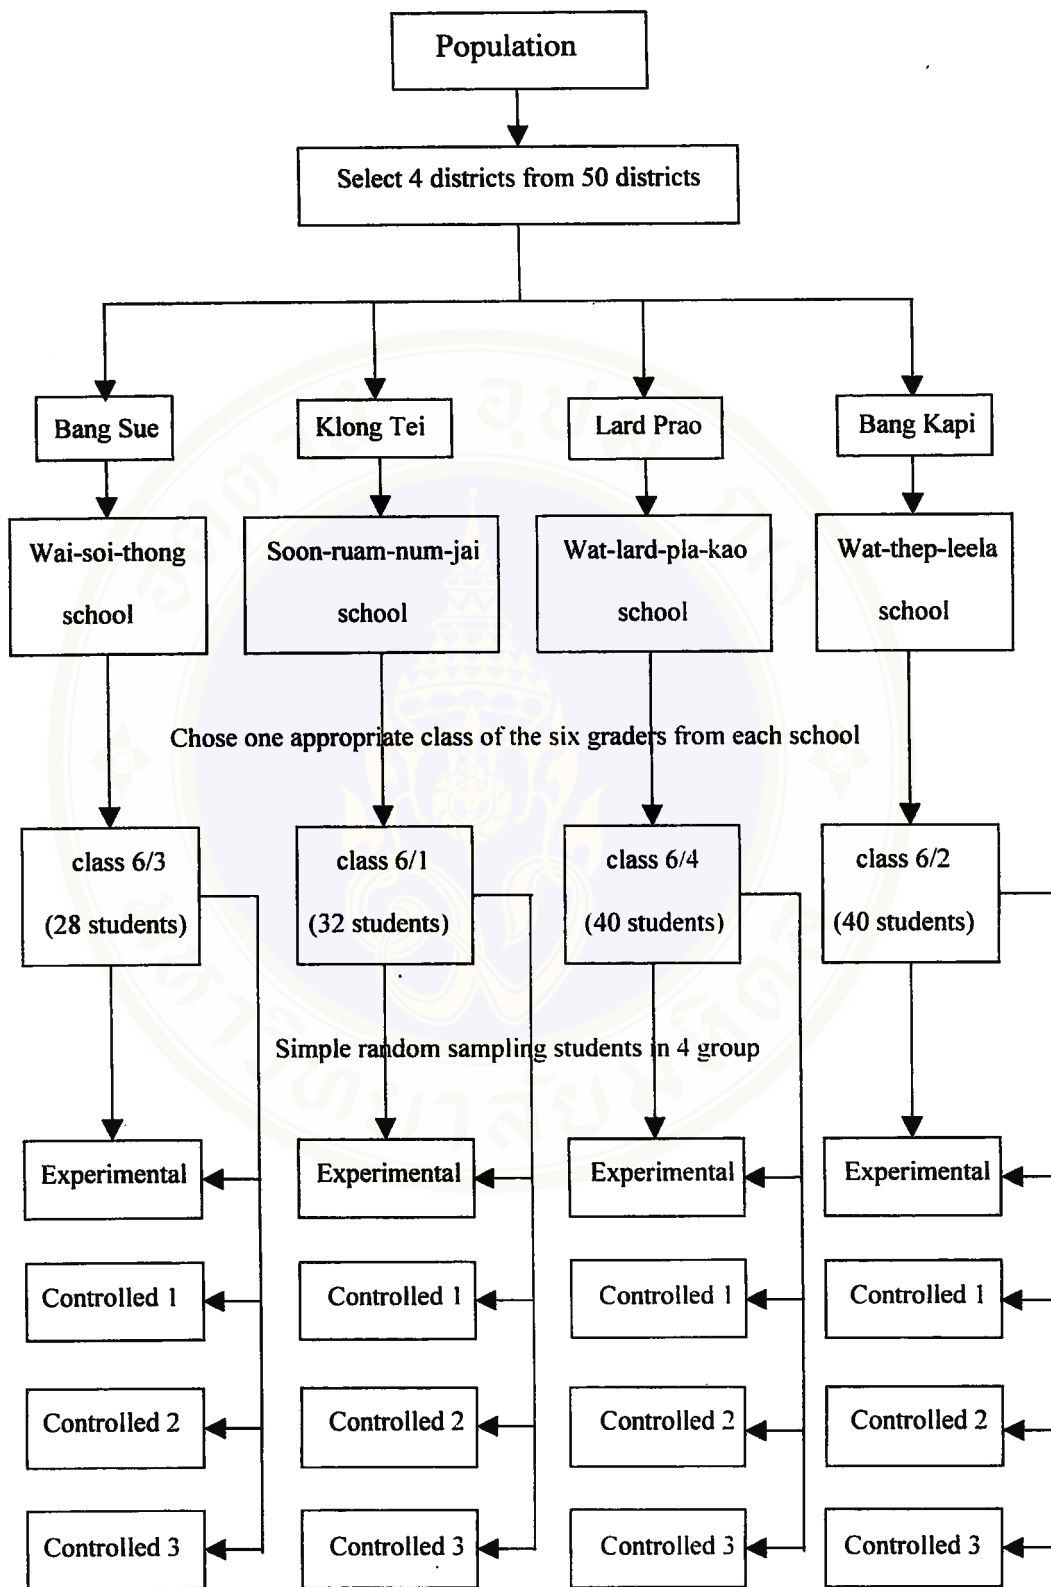 Population
Select 4 districts from 50 districts
Bang Sue
Klong Tei
Lard Prao
Bang Kapi
Wai-soi-thong
school
Soon-ruam-num-jai
school
Wat-lard-pla-kao
school
Wat-thep-leela
school
Chose one appropriate class of the six graders from each school
class 6/3
(28 students)
class 6/1
(32 students)
class 6/4
(40 students)
class 6/2
(40 students)
Simple random sampling students in 4 group
Experimental
Experimental
Experimental
Experimental
Controlled 1
Controlled 1
Controlled 1
Controlled 1
Controlled 2
Controlled 2
Controlled 2
Controlled 2
Controlled 3
Controlled 3
Controlled 3
Controlled 3